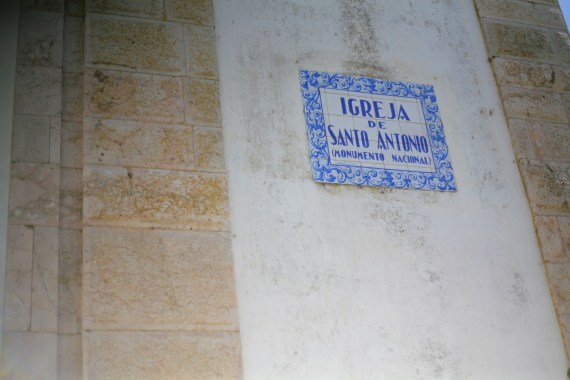 IGREJA
DE
SANTO ANTONIO
(MONUMENTO NACIONAL)